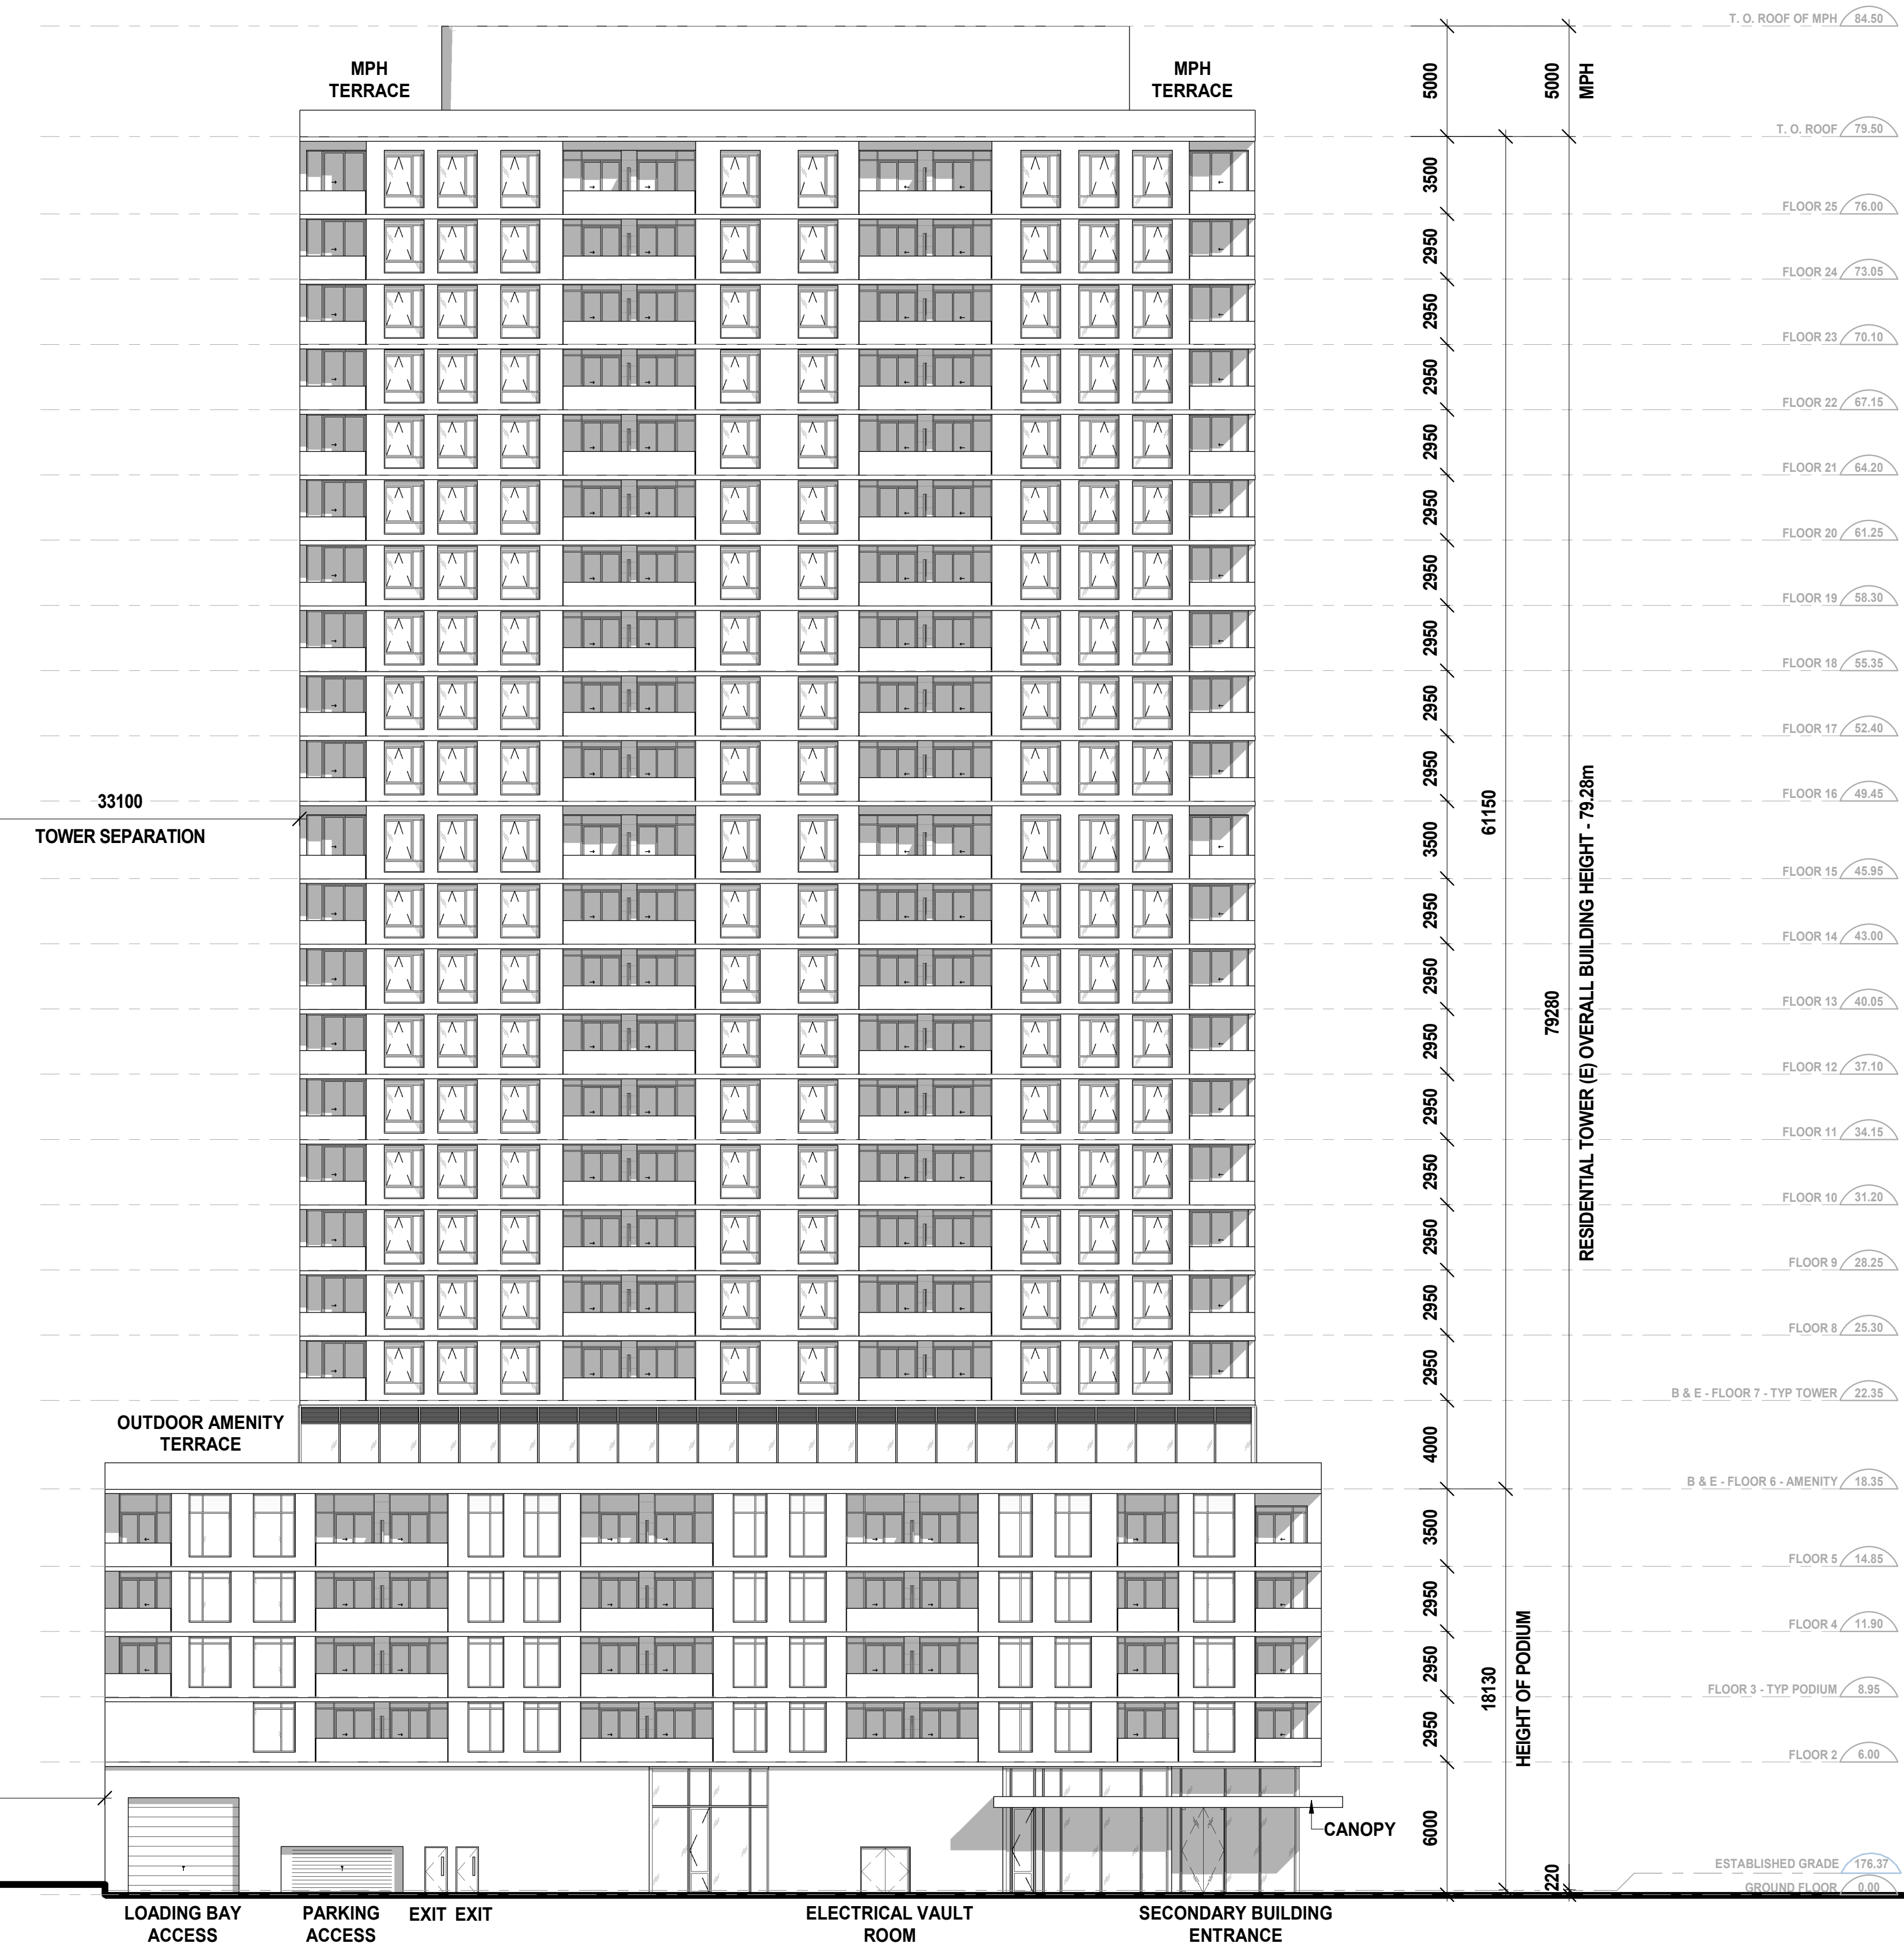 T. O. ROOF OF MPH 84.50
MPH
TERRACE
MPH
TERRACE
5000
5000
MPH
T. O. ROOF 79.50
3500
FLOOR 25 76.00
2950
FLOOR 24 73.05
2950
FLOOR 23 70.10
2950
FLOOR 22 67.15
2950
FLOOR 21 64.20
2950
FLOOR 20 61.25
2950
FLOOR 19 58.30
2950
FLOOR 18 55.35
2950
FLOOR 17 52.40
2950
FLOOR 16 49.45
33100
TOWER SEPARATION
3500
61150
FLOOR 15 45.95
2950
FLOOR 14 43.00
2950
FLOOR 13 40.05
79280
RESIDENTIAL TOWER (E) OVERALL BUILDING HEIGHT - 79.28m
2950
FLOOR 12 37.10
2950
FLOOR 11 34.15
2950
FLOOR 10 31.20
2950
FLOOR 9 28.25
2950
FLOOR 8 25.30
2950
B & E - FLOOR 7 - TYP TOWER 22.35
OUTDOOR AMENITY
TERRACE
4000
B & E - FLOOR 6 - AMENITY 18.35
3500
FLOOR 5 14.85
2950
FLOOR 4 11.90
2950
18130
HEIGHT OF PODIUM
FLOOR 3 - TYP PODIUM 8.95
2950
FLOOR 2 6.00
CANOPY
6000
220
ESTABLISHED GRADE 176.37
GROUND FLOOR 0.00
LOADING BAY
ACCESS
PARKING
ACCESS
EXIT EXIT
ELECTRICAL VAULT
ROOM
SECONDARY BUILDING
ENTRANCE